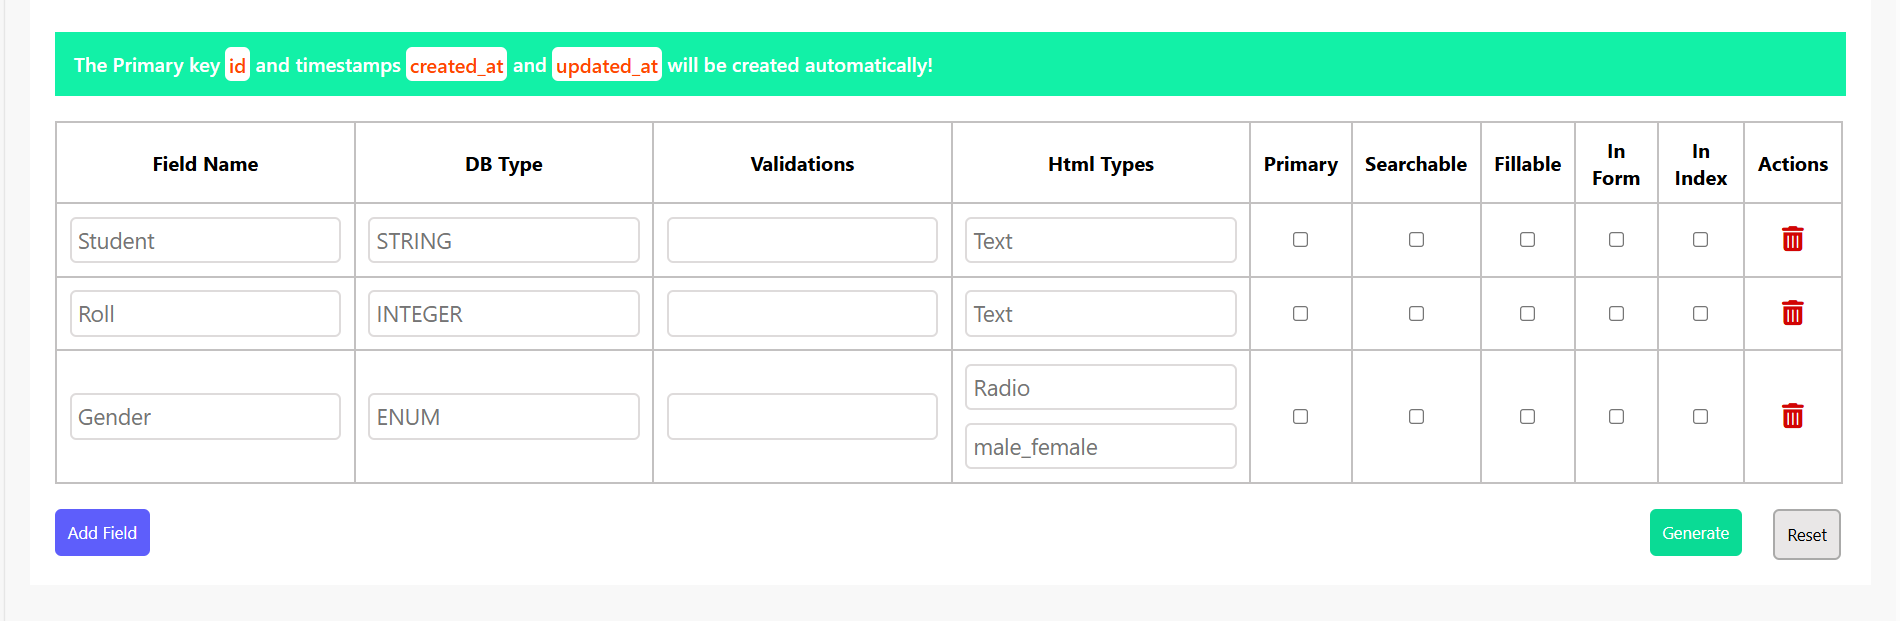 The Primary key id and timestamps created_at and updated_at will be created automatically!
Field Name DB Type Validations Html Types Primary Searchable Fillable In Form In Index Actions
Student STRING Text
Roll INTEGER Text
Gender ENUM Radio
male_female
Add Field Generate Reset